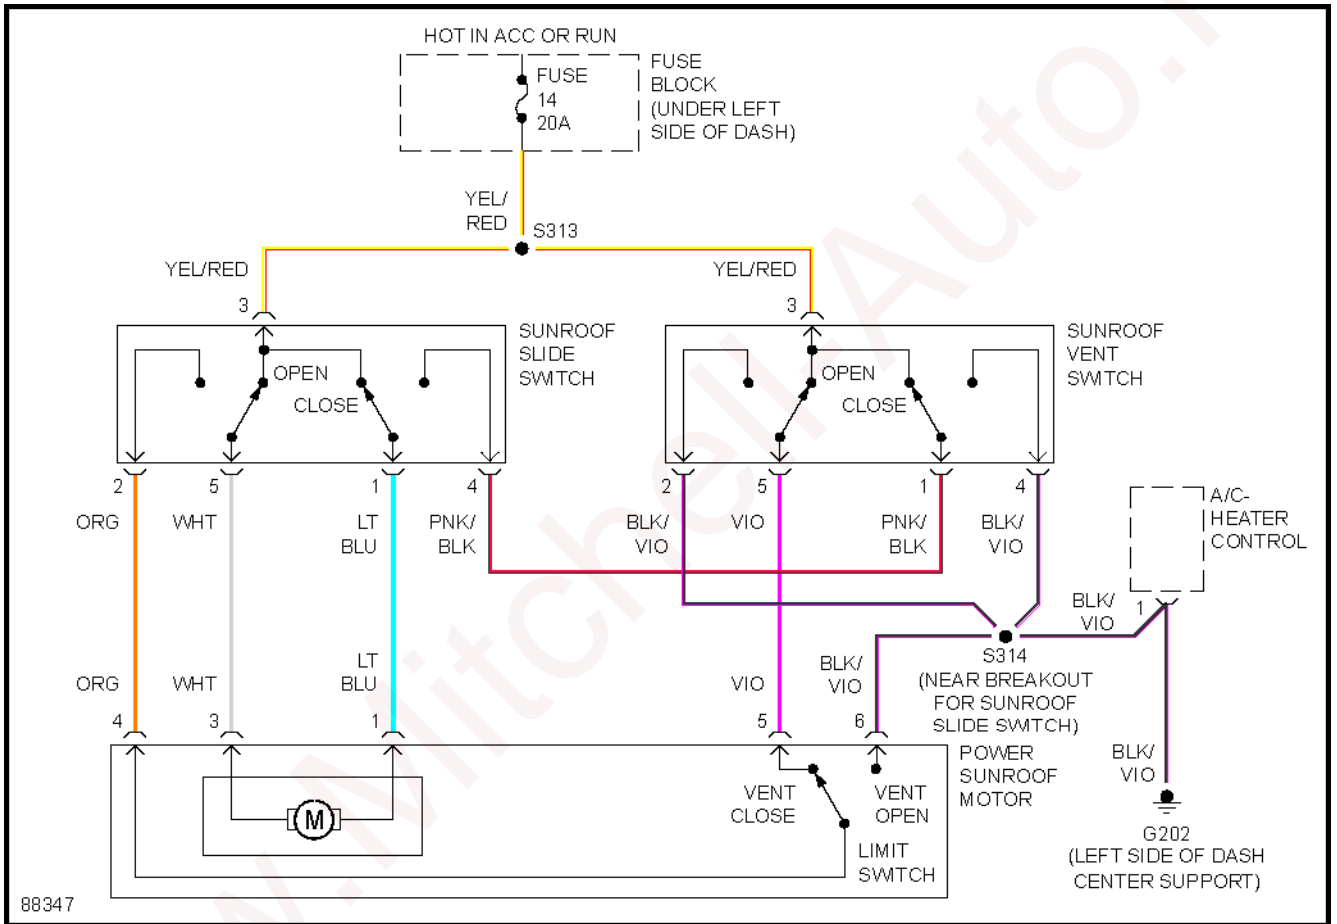 HOT IN ACC OR RUN
FUSE
14
20A
FUSE
BLOCK
(UNDER LEFT
SIDE OF DASH)
YEL/
RED
S313
YEL/RED
YEL/RED
3
3
SUNROOF
SLIDE
SWITCH
OPEN
CLOSE
SUNROOF
VENT
SWITCH
OPEN
CLOSE
2
5
1
4
2
5
1
4
ORG
WHT
LT
BLU
PNK/
BLK
BLK/
VIO
VIO
PNK/
BLK
BLK/
VIO
A/C-
HEATER
CONTROL
BLK/
VIO
1
S314
(NEAR BREAKOUT
FOR SUNROOF
SLIDE SWITCH)
ORG
WHT
LT
BLU
VIO
BLK/
VIO
4
3
1
5
6
POWER
SUNROOF
MOTOR
BLK/
VIO
M
VENT
CLOSE
VENT
OPEN
LIMIT
SWITCH
G202
(LEFT SIDE OF DASH
CENTER SUPPORT)
88347
w.Mitchell-Auto.r